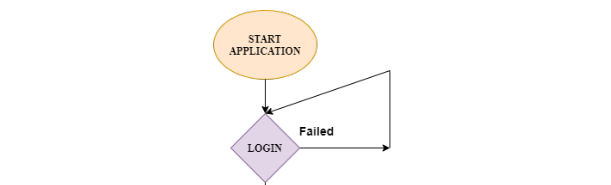 START
APPLICATION
Failed
LOGIN